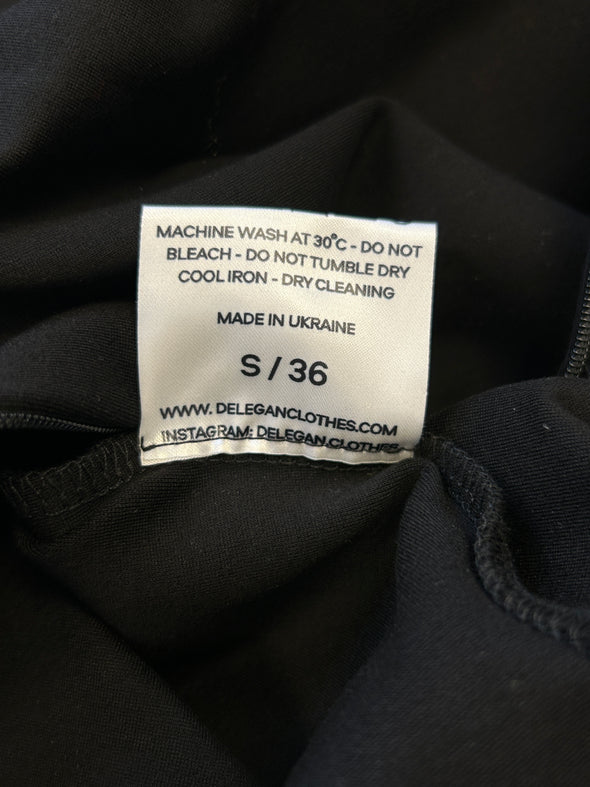 MACHINE WASH AT 30°C - DO NOT
BLEACH - DO NOT TUMBLE DRY
COOL IRON - DRY CLEANING
MADE IN UKRAINE
S / 36
WWW. DELEGANCLOTHES.COM
INSTAGRAM: DELEGAN.CLOTHES